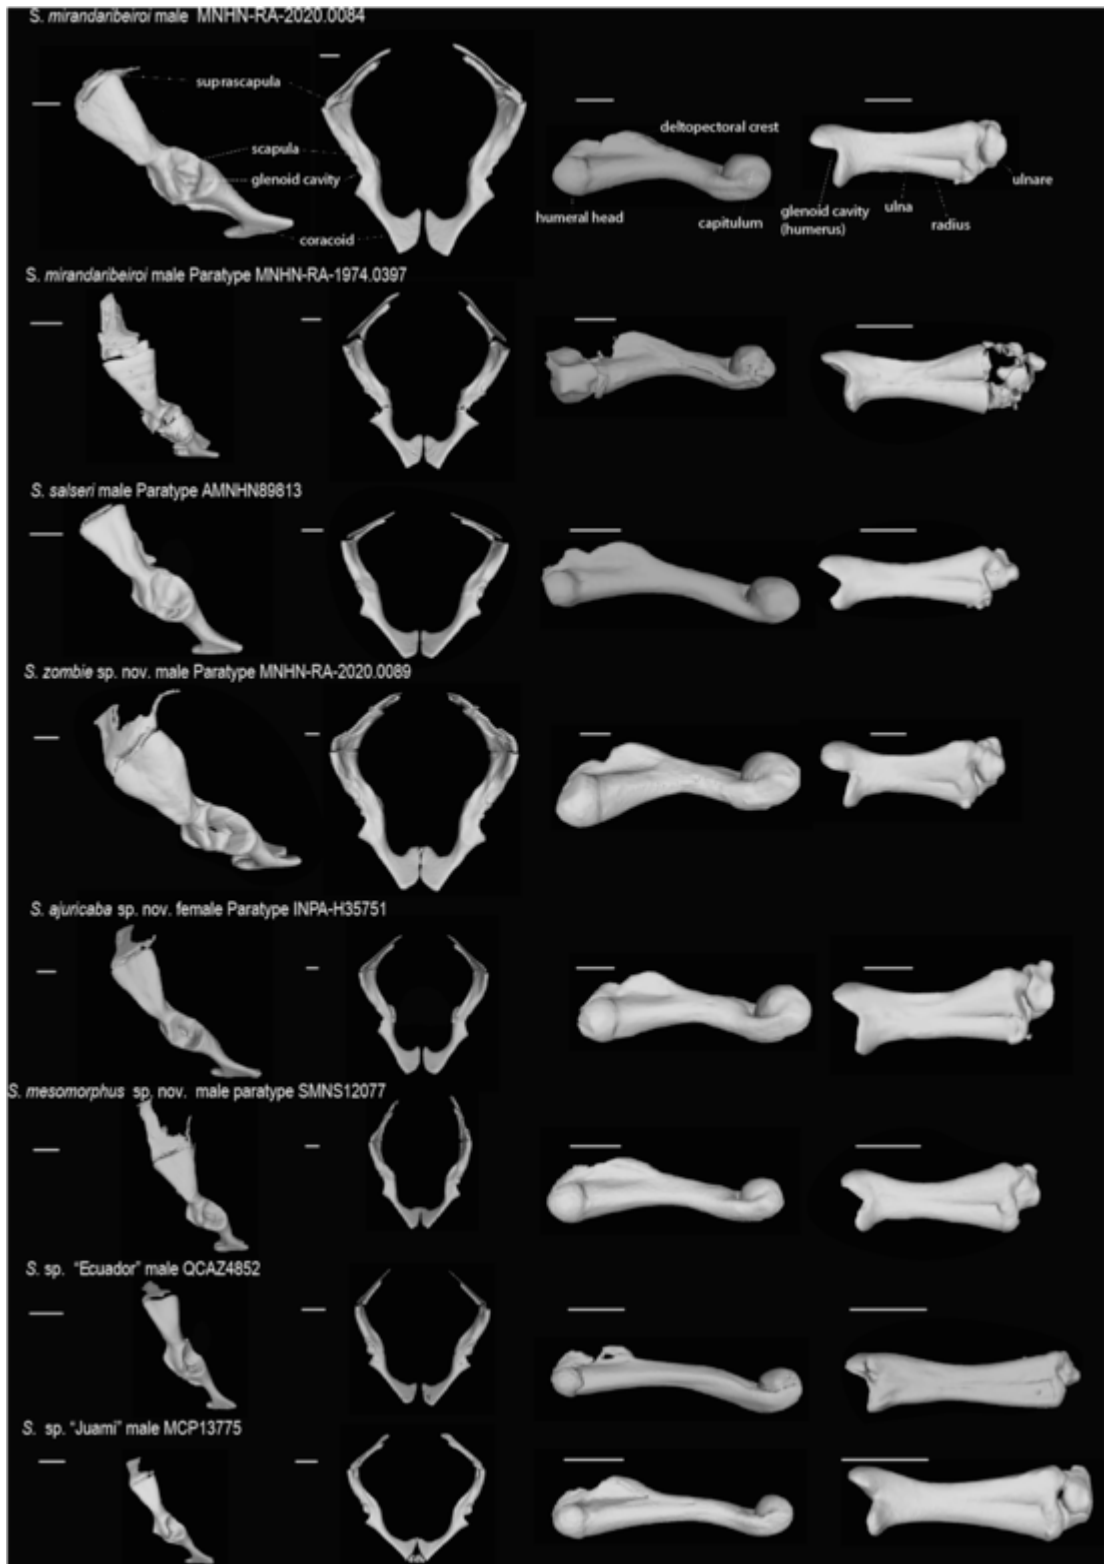 S. mirandaribeiroi male MNHN-RA-2020.0084
suprascapula
scapula
glenoid cavity
coracoid
deltopectoral crest
humeral head
capitulum
glenoid cavity
(humerus)
ulna
radius
ulnare
S. mirandaribeiroi male Paratype MNHN-RA-1974.0397
S. salseri male Paratype AMNHN89813
S. zombie sp. nov. male Paratype MNHN-RA-2020.0089
S. ajuricaba sp. nov. female Paratype INPA-H35751
S. mesomorphus sp. nov. male paratype SMNS12077
S. sp. "Ecuador" male QCAZ4852
S. sp. "Juami" male MCP13775